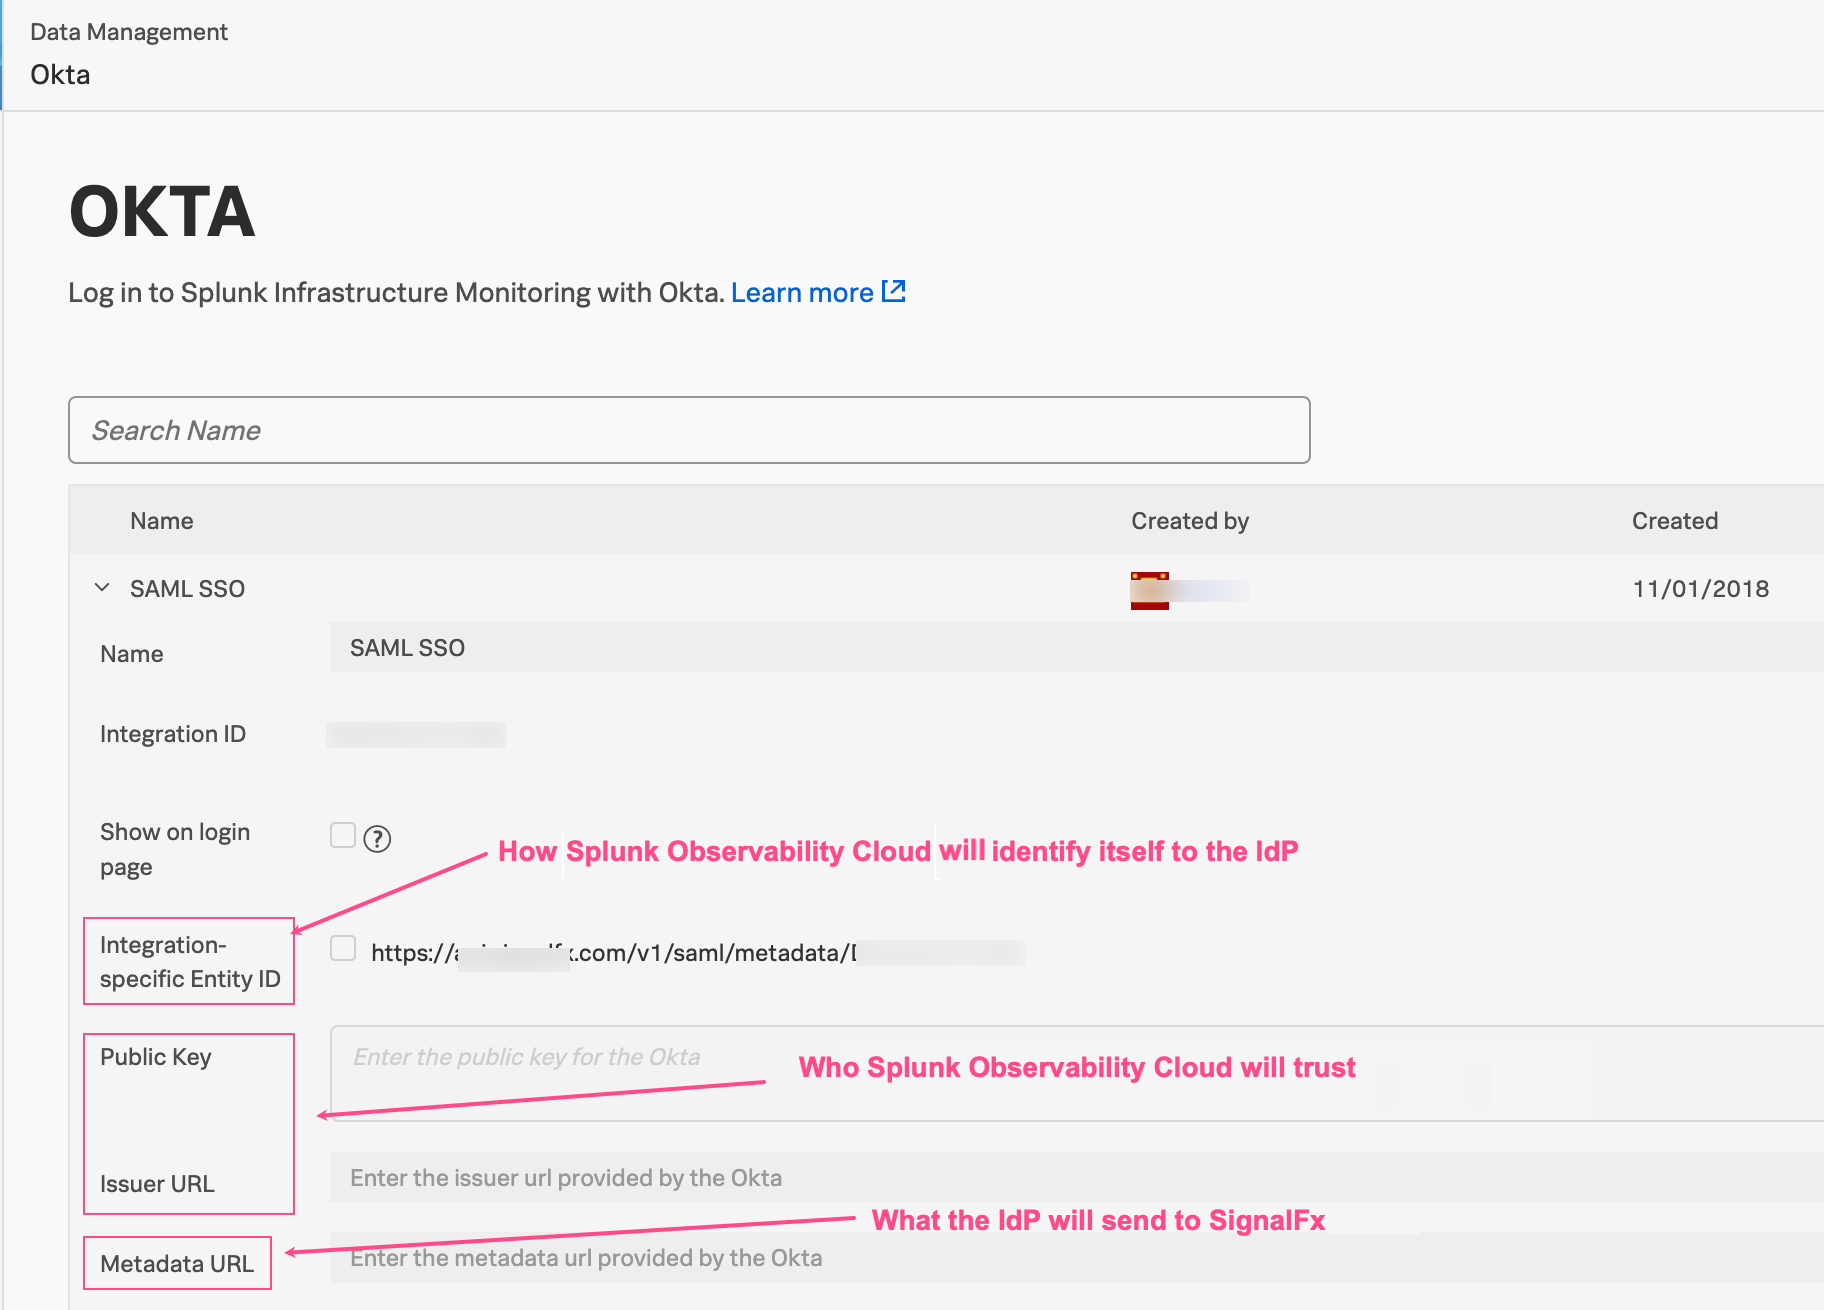 Data Management
Okta
OKTA
Log in to Splunk Infrastructure Monitoring with Okta. Learn more
Search Name
Name Created by Created
SAML SSO 11/01/2018
Name SAML SSO
Integration ID
Show on login
page
?
How Splunk Observability Cloud will identify itself to the IdP
Integration-
specific Entity ID
https:// .com/v1/saml/metadata/
Public Key
Enter the public key for the Okta
Who Splunk Observability Cloud will trust
Issuer URL
Enter the issuer url provided by the Okta
What the IdP will send to SignalFx
Metadata URL
Enter the metadata url provided by the Okta